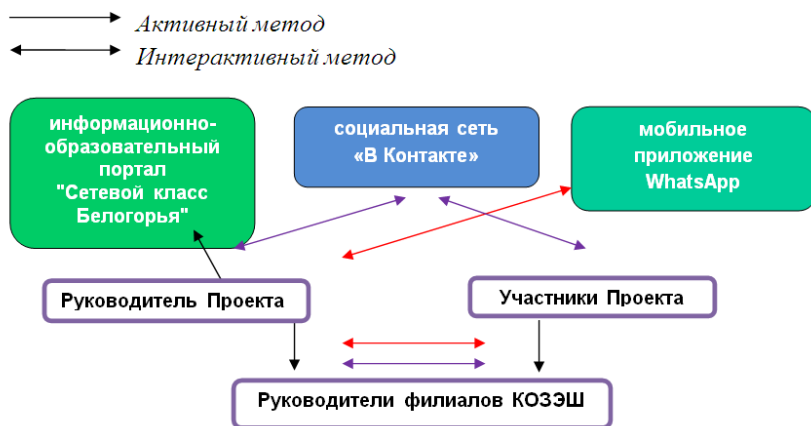 Активный метод
Интерактивный метод
информационно-
образовательный
портал
"Сетевой класс
Белогорья"
социальная сеть
«В Контакте»
мобильное
приложение
WhatsApp
Руководитель Проекта
Участники Проекта
Руководители филиалов КОЗЭШ